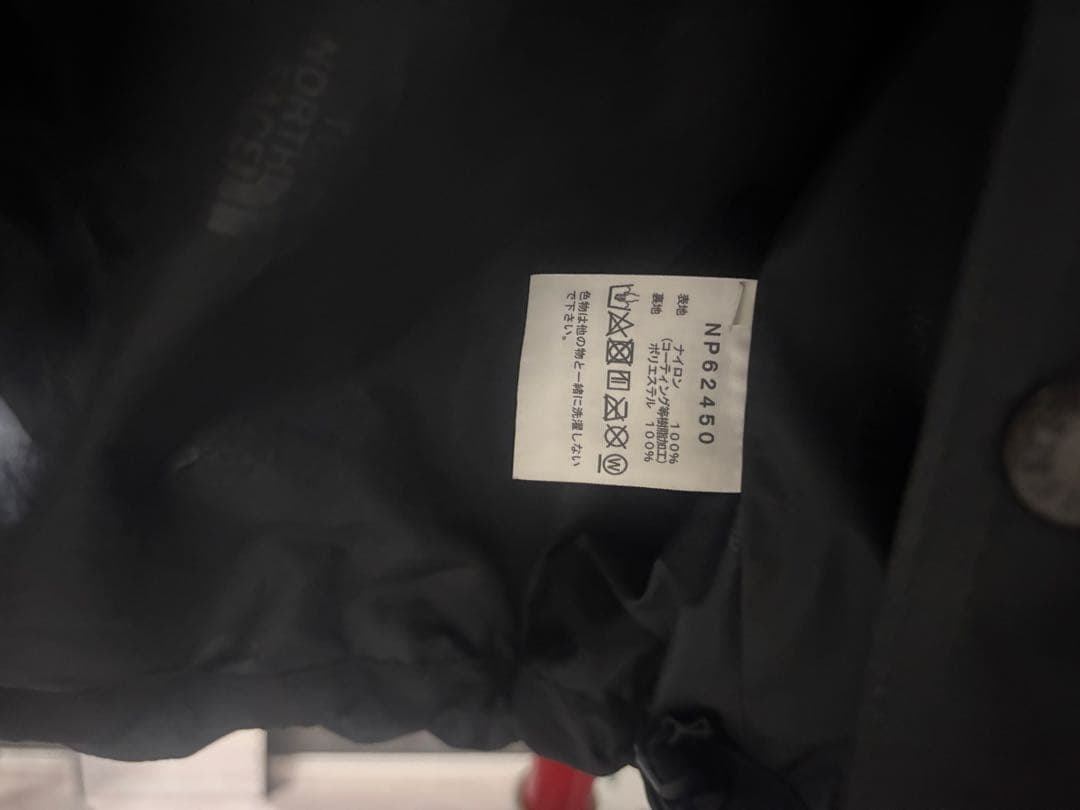 NORTH
NP62450
表地 ナイロン 100%
(コーティング等樹脂加工)
裏地 ポリエステル 100%
W
色物は他の物と一緒に洗濯しない
で下さい。